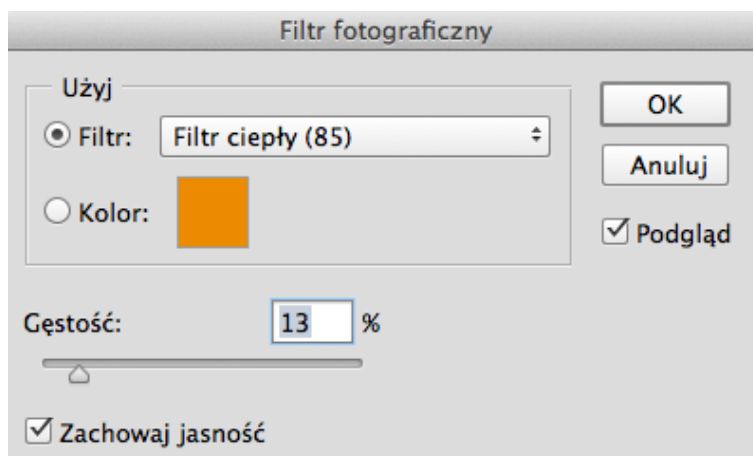 Filtr fotograficzny
Użyj
Filtr: Filtr ciepły (85)
Kolor:
OK
Anuluj
Podgląd
Gęstość: 13 %
Zachowaj jasność